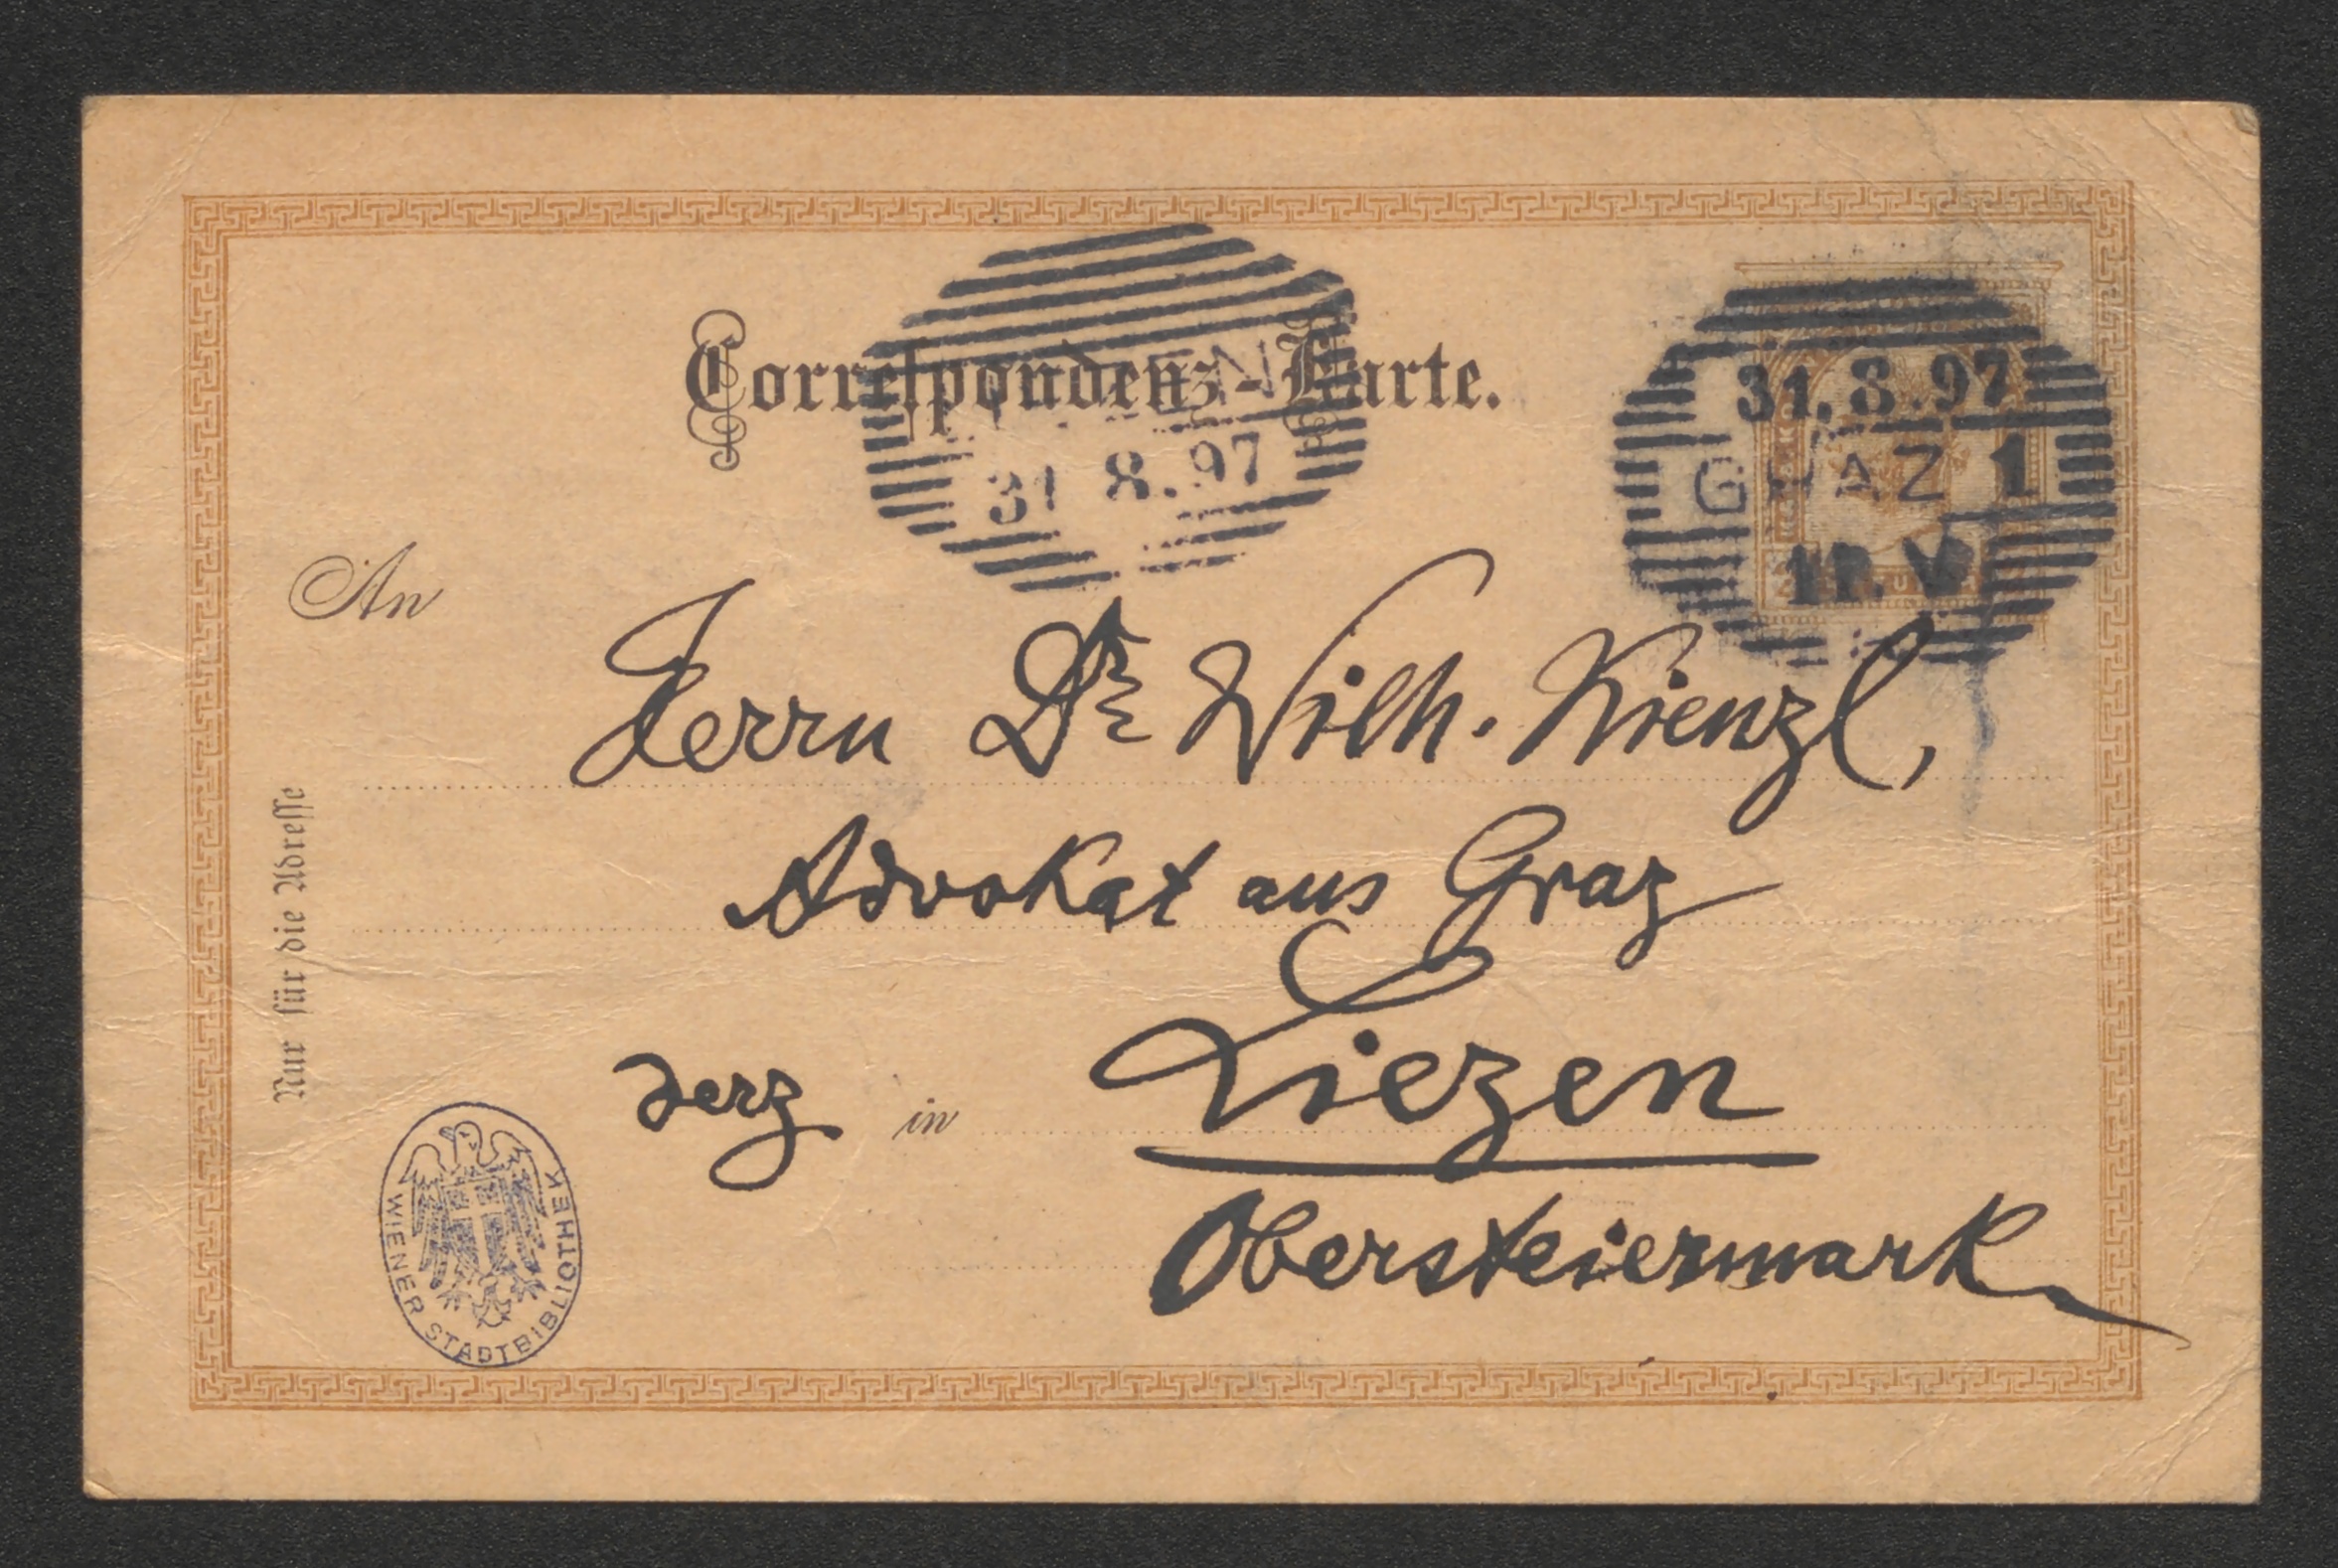 Correspondenz-Karte.
31 8.97
31.8.97
GRAZ 1
An
Herrn Dr Wilh. Kienzl,
Advokat aus Graz
derz in Liezen
Obersteiermark
Nur für die Adresse
WIENER STADTBIBLIOTHEK